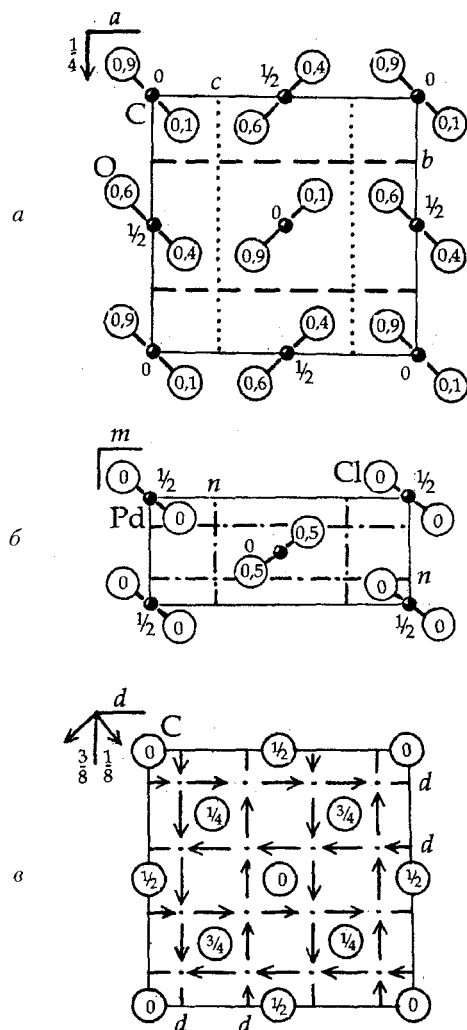 a
1/4
0,9 0 1/2 0,4 0,9 0
c
C 0,1 0,6 0,1
O b
0,6 0,1 0,6
а 0 1/2
1/2 0,4 0,9 0,4
0,9 0,4 0,9
0 0,1 0,6 1/2 0 0,1
m
0 1/2 n Cl 0 1/2
Pd 0 0,5 0
б 0
0 0,5 0 n
1/2 0 1/2 0
d C
0 1/2 0
3/8 1/8 d
1/4 3/4
d
в 1/2 0 1/2
3/4 1/4
0 1/2 0
d d